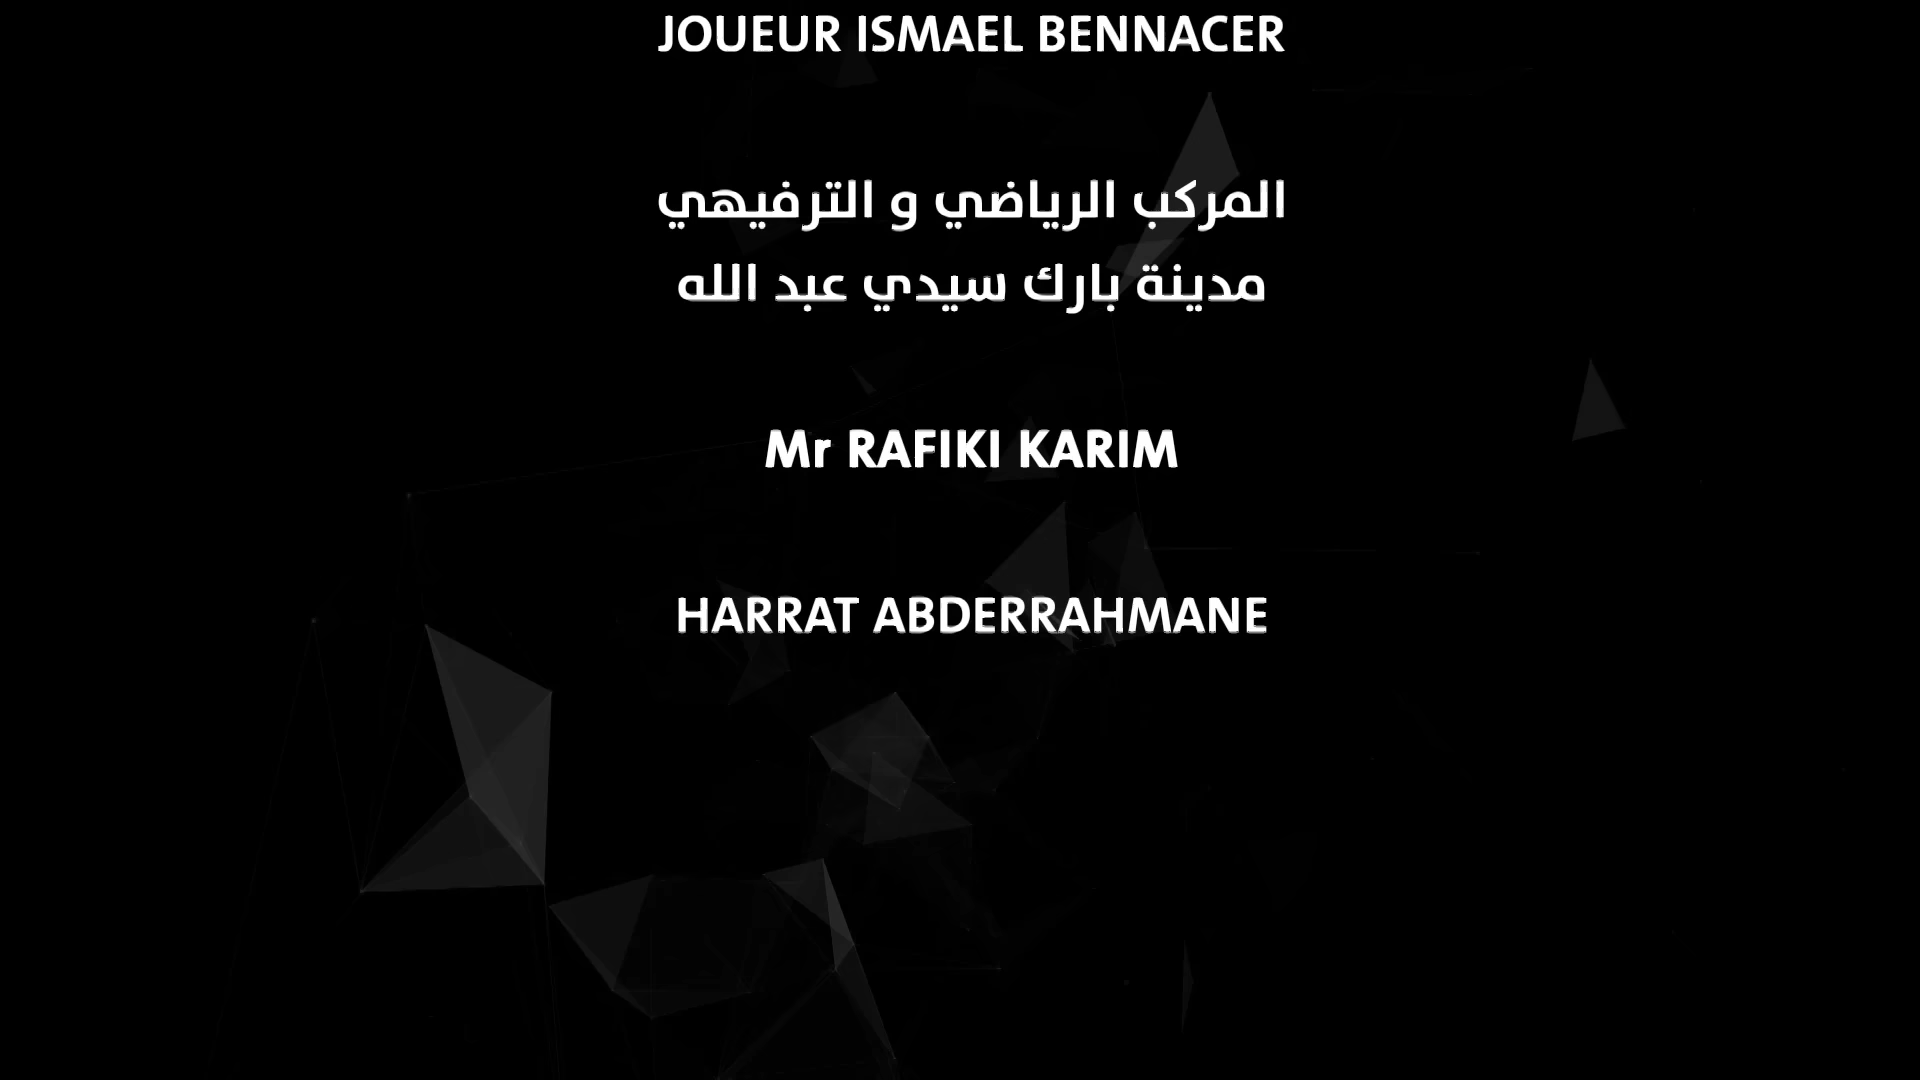 JOUEUR ISMAEL BENNACER
المركب الرياضي و الترفيهي
مدينة بارك سيدي عبد الله
Mr RAFIKI KARIM
HARRAT ABDERRAHMANE